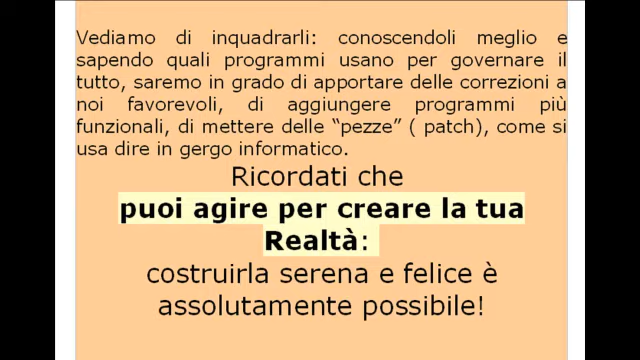 Vediamo di inquadrarli: conoscendoli meglio e
sapendo quali programmi usano per governare il
tutto, saremo in grado di apportare delle correzioni a
noi favorevoli, di aggiungere programmi più
funzionali, di mettere delle “pezze” ( patch), come si
usa dire in gergo informatico.
Ricordati che
puoi agire per creare la tua
Realtà:
costruirla serena e felice è
assolutamente possibile!